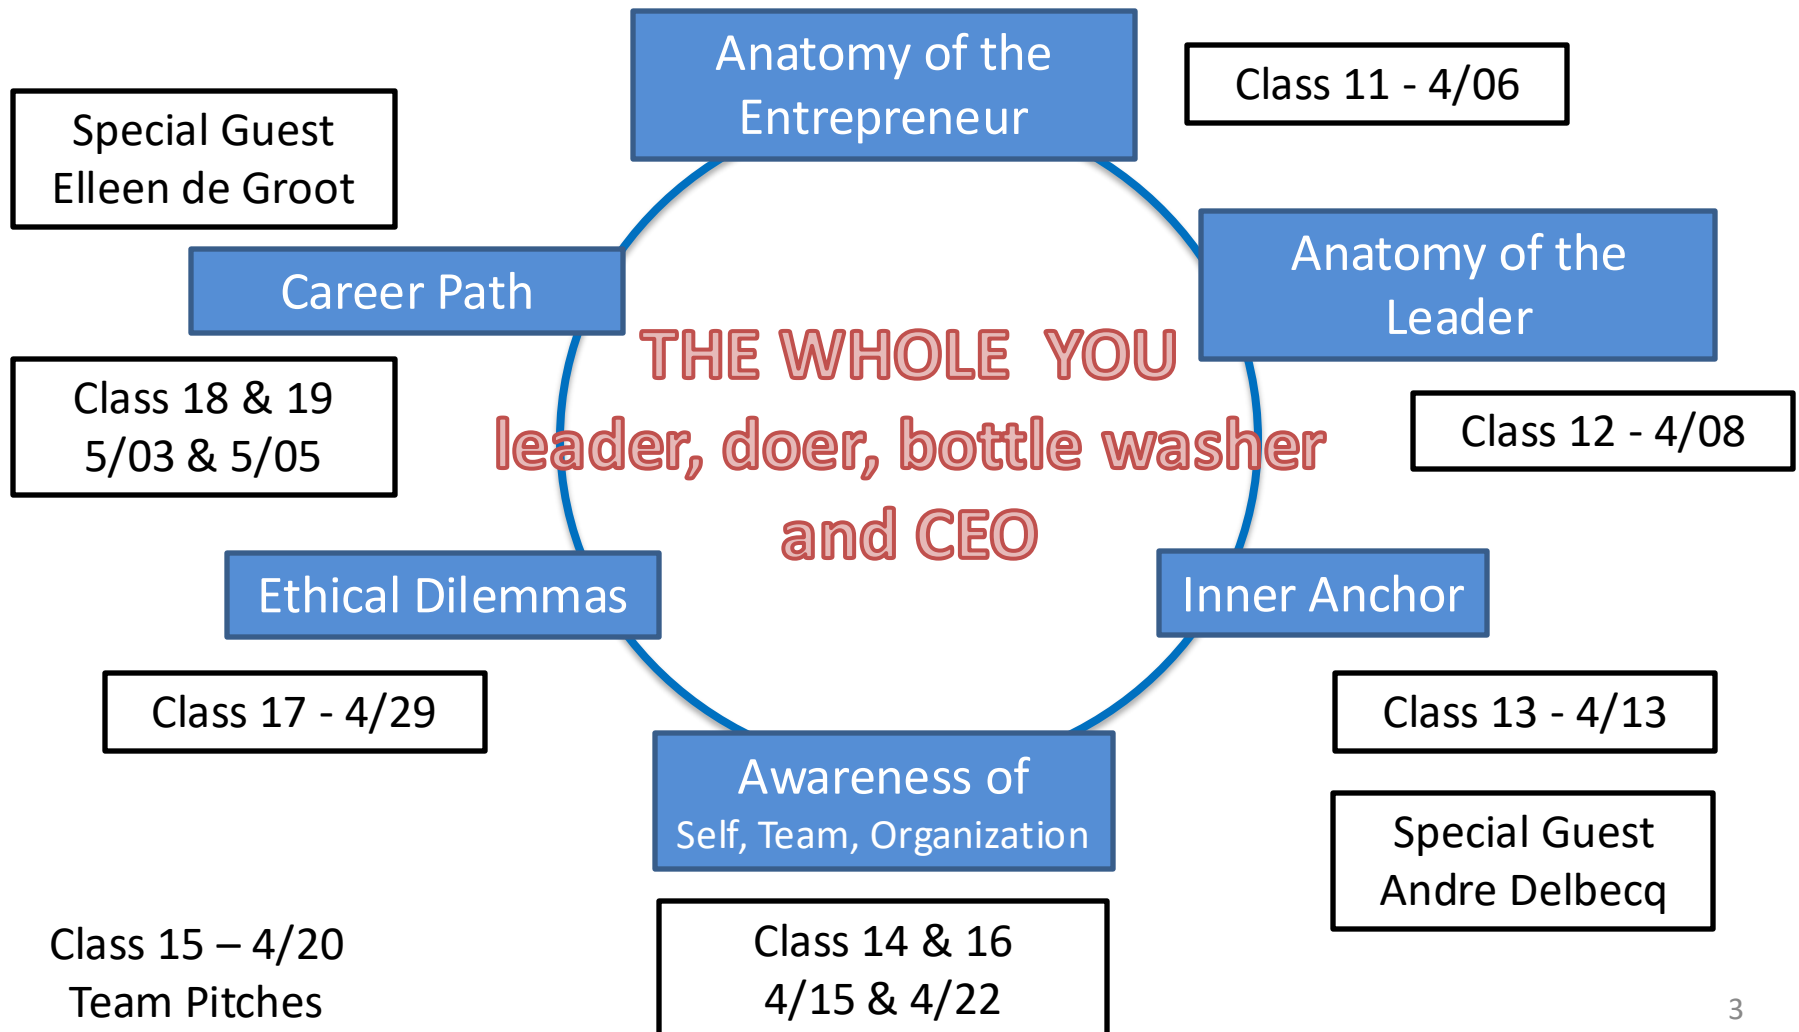 Anatomy of the
Entrepreneur
Class 11 - 4/06
Special Guest
Elleen de Groot
Anatomy of the
Leader
Career Path
THE WHOLE YOU
leader, doer, bottle washer
and CEO
Class 18 & 19
5/03 & 5/05
Class 12 - 4/08
Ethical Dilemmas
Inner Anchor
Class 17 - 4/29
Class 13 - 4/13
Awareness of
Self, Team, Organization
Special Guest
Andre Delbecq
Class 15 – 4/20
Team Pitches
Class 14 & 16
4/15 & 4/22
3